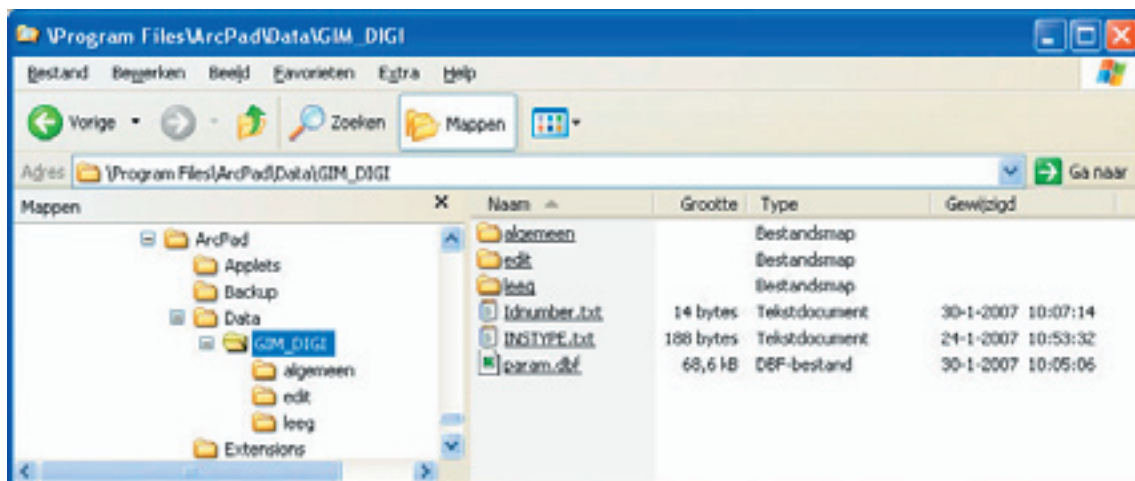 \Program Files\ArcPad\Data\GIM_DIGI
Bestand Bewerken Beeld Favorieten Extra Help
Vorige Zoeken Mappen
Adres \Program Files\ArcPad\Data\GIM_DIGI Ga naar
Mappen
ArcPad
Applets
Backup
Data
GIM_DIGI
algemeen
edit
leeg
Extensions
Naam Grootte Type Gewijzigd
algemeen Bestandsmap
edit Bestandsmap
leeg Bestandsmap
Idnumber.txt 14 bytes Tekstdocument 30-1-2007 10:07:14
INSTYPE.txt 188 bytes Tekstdocument 24-1-2007 10:53:32
param.dbf 68,6 kB DBF-bestand 30-1-2007 10:05:06